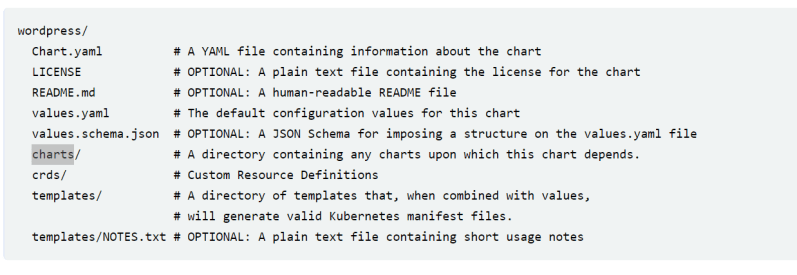 wordpress/
  Chart.yaml          # A YAML file containing information about the chart
  LICENSE             # OPTIONAL: A plain text file containing the license for the chart
  README.md           # OPTIONAL: A human-readable README file
  values.yaml         # The default configuration values for this chart
  values.schema.json  # OPTIONAL: A JSON Schema for imposing a structure on the values.yaml file
  charts/             # A directory containing any charts upon which this chart depends.
  crds/               # Custom Resource Definitions
  templates/          # A directory of templates that, when combined with values,
                      # will generate valid Kubernetes manifest files.
  templates/NOTES.txt # OPTIONAL: A plain text file containing short usage notes